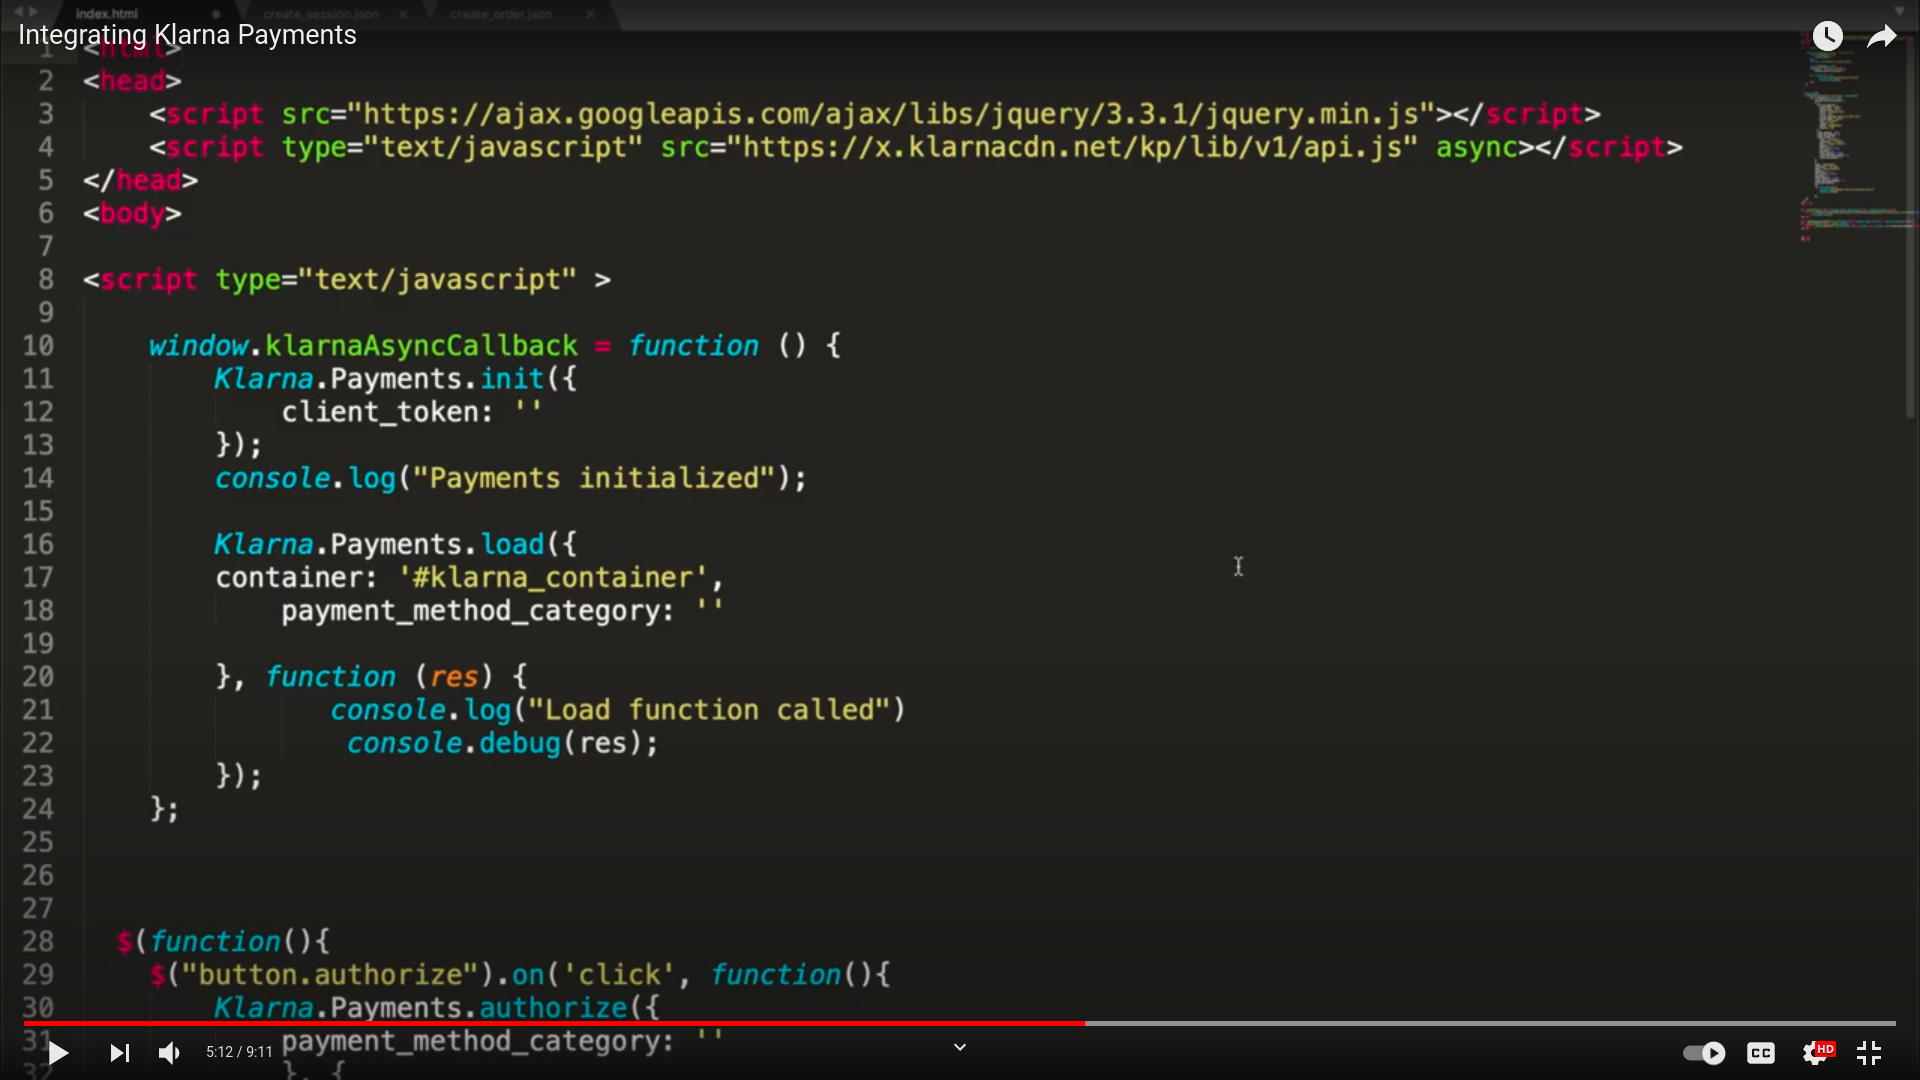 index.html create_session.json create_order.json
Integrating Klarna Payments
1 <html>
2 <head>
3 <script src="https://ajax.googleapis.com/ajax/libs/jquery/3.3.1/jquery.min.js"></script>
4 <script type="text/javascript" src="https://x.klarnacdn.net/kp/lib/v1/api.js" async></script>
5 </head>
6 <body>
7
8 <script type="text/javascript" >
9
10 window.klarnaAsyncCallback = function () {
11 Klarna.Payments.init({
12 client_token: ''
13 });
14 console.log("Payments initialized");
15
16 Klarna.Payments.load({
17 container: '#klarna_container',
18 payment_method_category: ''
19
20 }, function (res) {
21 console.log("Load function called")
22 console.debug(res);
23 });
24 };
25
26
27
28 $(function(){
29 $("button.authorize").on('click', function(){
30 Klarna.Payments.authorize({
31 payment_method_category: ''
32 }, {
5:12 / 9:11
CC
HD